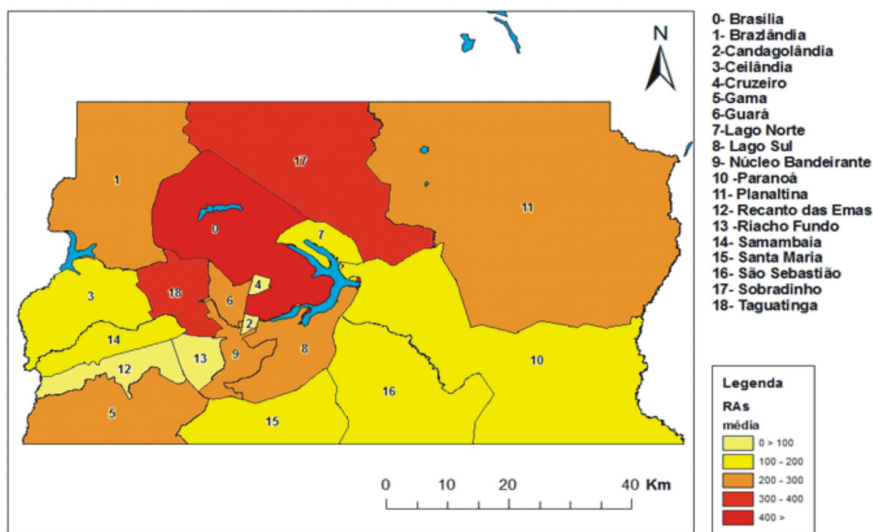 0- Brasília
1- Brazlândia
2-Candagolândia
3-Ceilândia
4-Cruzeiro
5-Gama
6-Guará
7-Lago Norte
8- Lago Sul
9- Núcleo Bandeirante
10 -Paranoá
11- Planaltina
12- Recanto das Emas
13 -Riacho Fundo
14- Samambaia
15- Santa Maria
16- São Sebastião
17- Sobradinho
18- Taguatinga
N
17
1
11
0
7
4
3
18
6
2
14
9
8
13
12
10
16
5
15
0 10 20 40 Km
Legenda
RAs
média
0 > 100
100 - 200
200 - 300
300 - 400
400 >